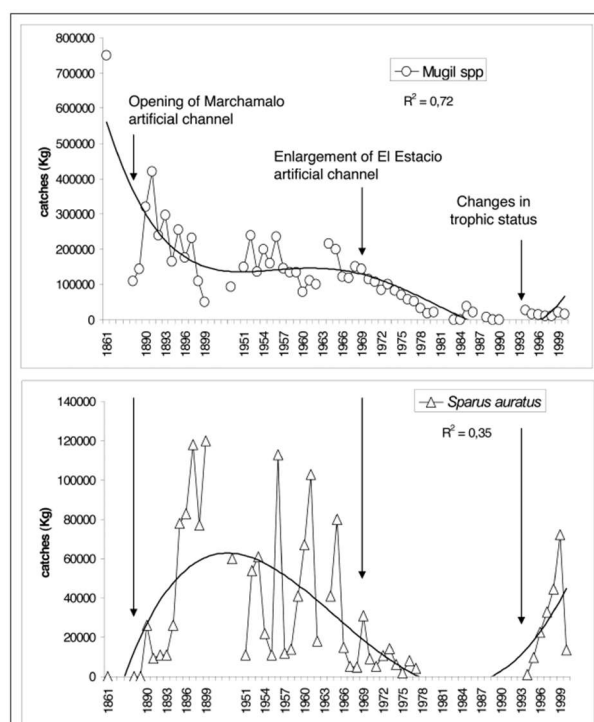 800000
700000
600000
500000
400000
300000
200000
100000
0
catches (Kg)
Mugil spp
R² = 0,72
Opening of Marchamalo
artificial channel
Enlargement of El Estacio
artificial channel
Changes in
trophic status
1861 1890 1893 1896 1899 1951 1954 1957 1960 1963 1966 1969 1972 1975 1978 1981 1984 1987 1990 1993 1996 1999
140000
120000
100000
80000
60000
40000
20000
0
catches (Kg)
Sparus auratus
R² = 0,35
1861 1890 1893 1896 1899 1951 1954 1957 1960 1963 1966 1969 1972 1975 1978 1981 1984 1987 1990 1993 1996 1999